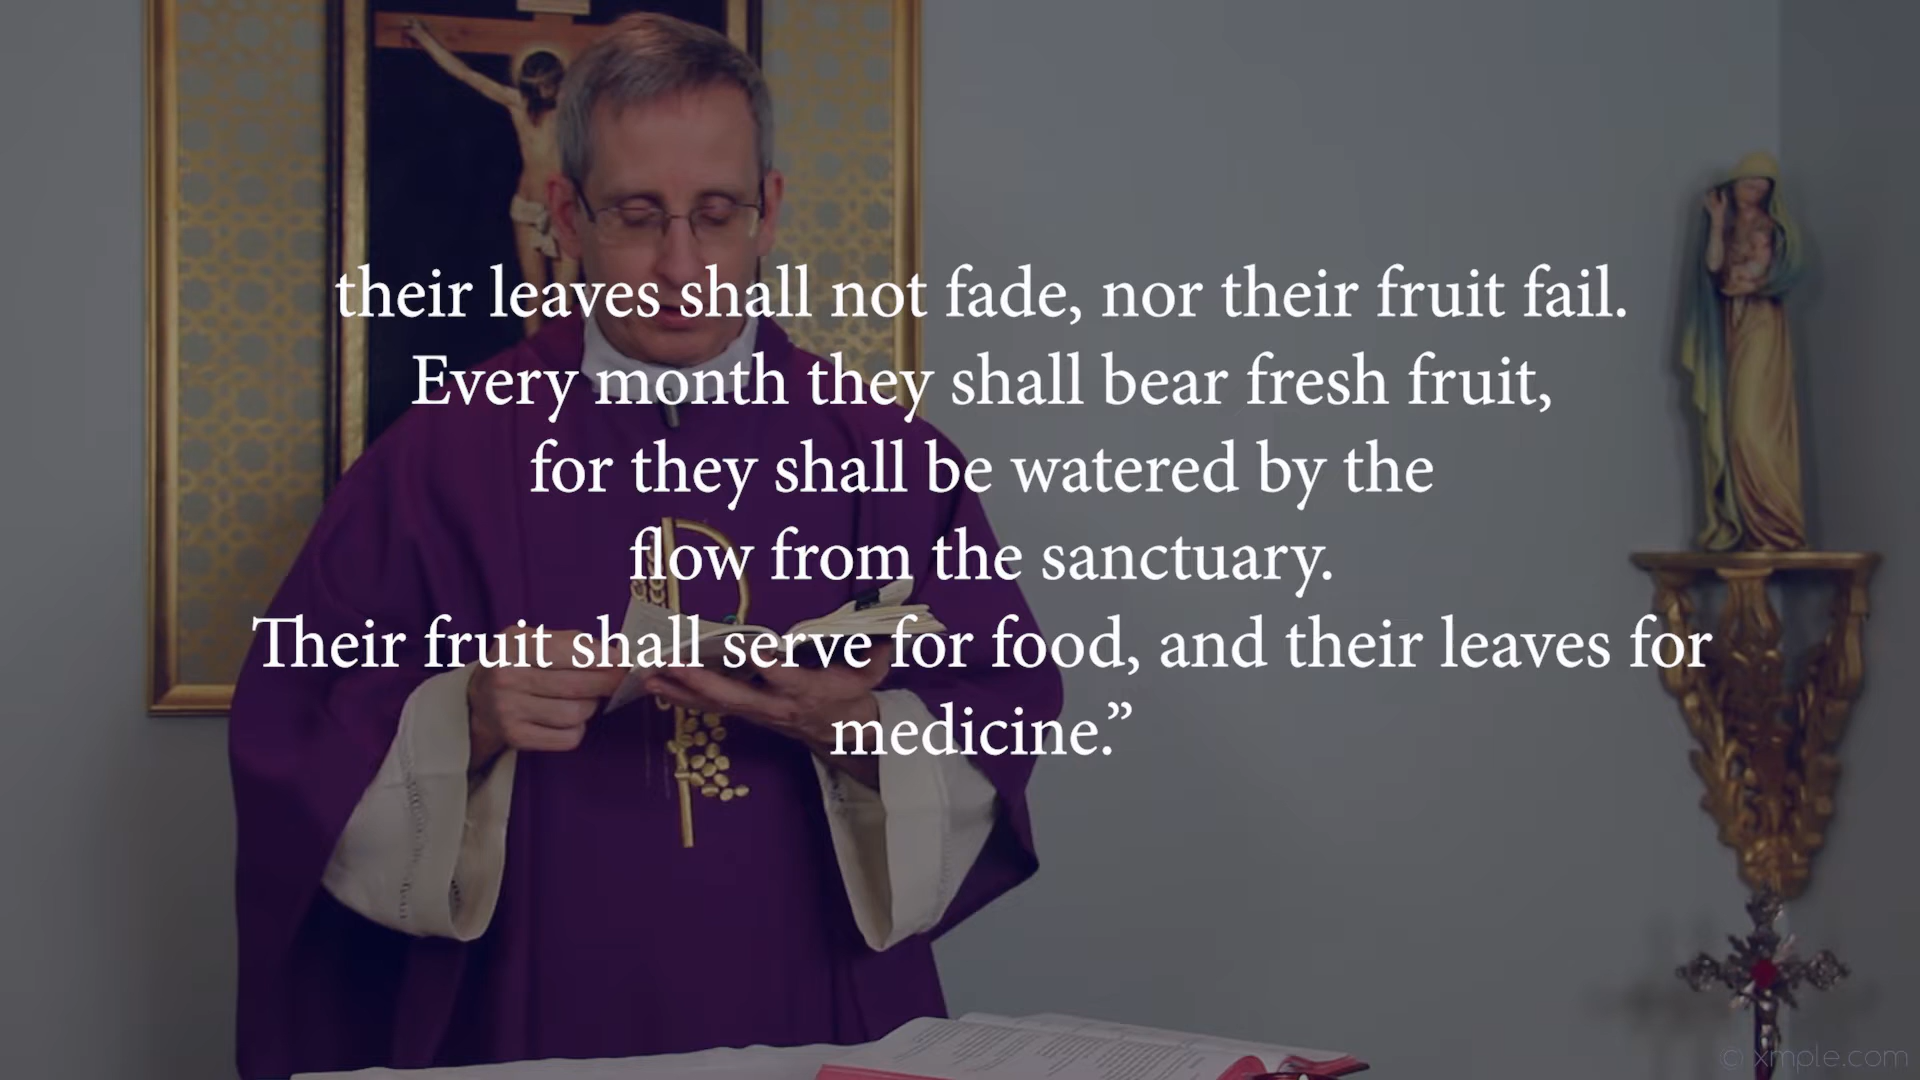 their leaves shall not fade, nor their fruit fail.
Every month they shall bear fresh fruit,
for they shall be watered by the
flow from the sanctuary.
Their fruit shall serve for food, and their leaves for
medicine.”
© xmple.com